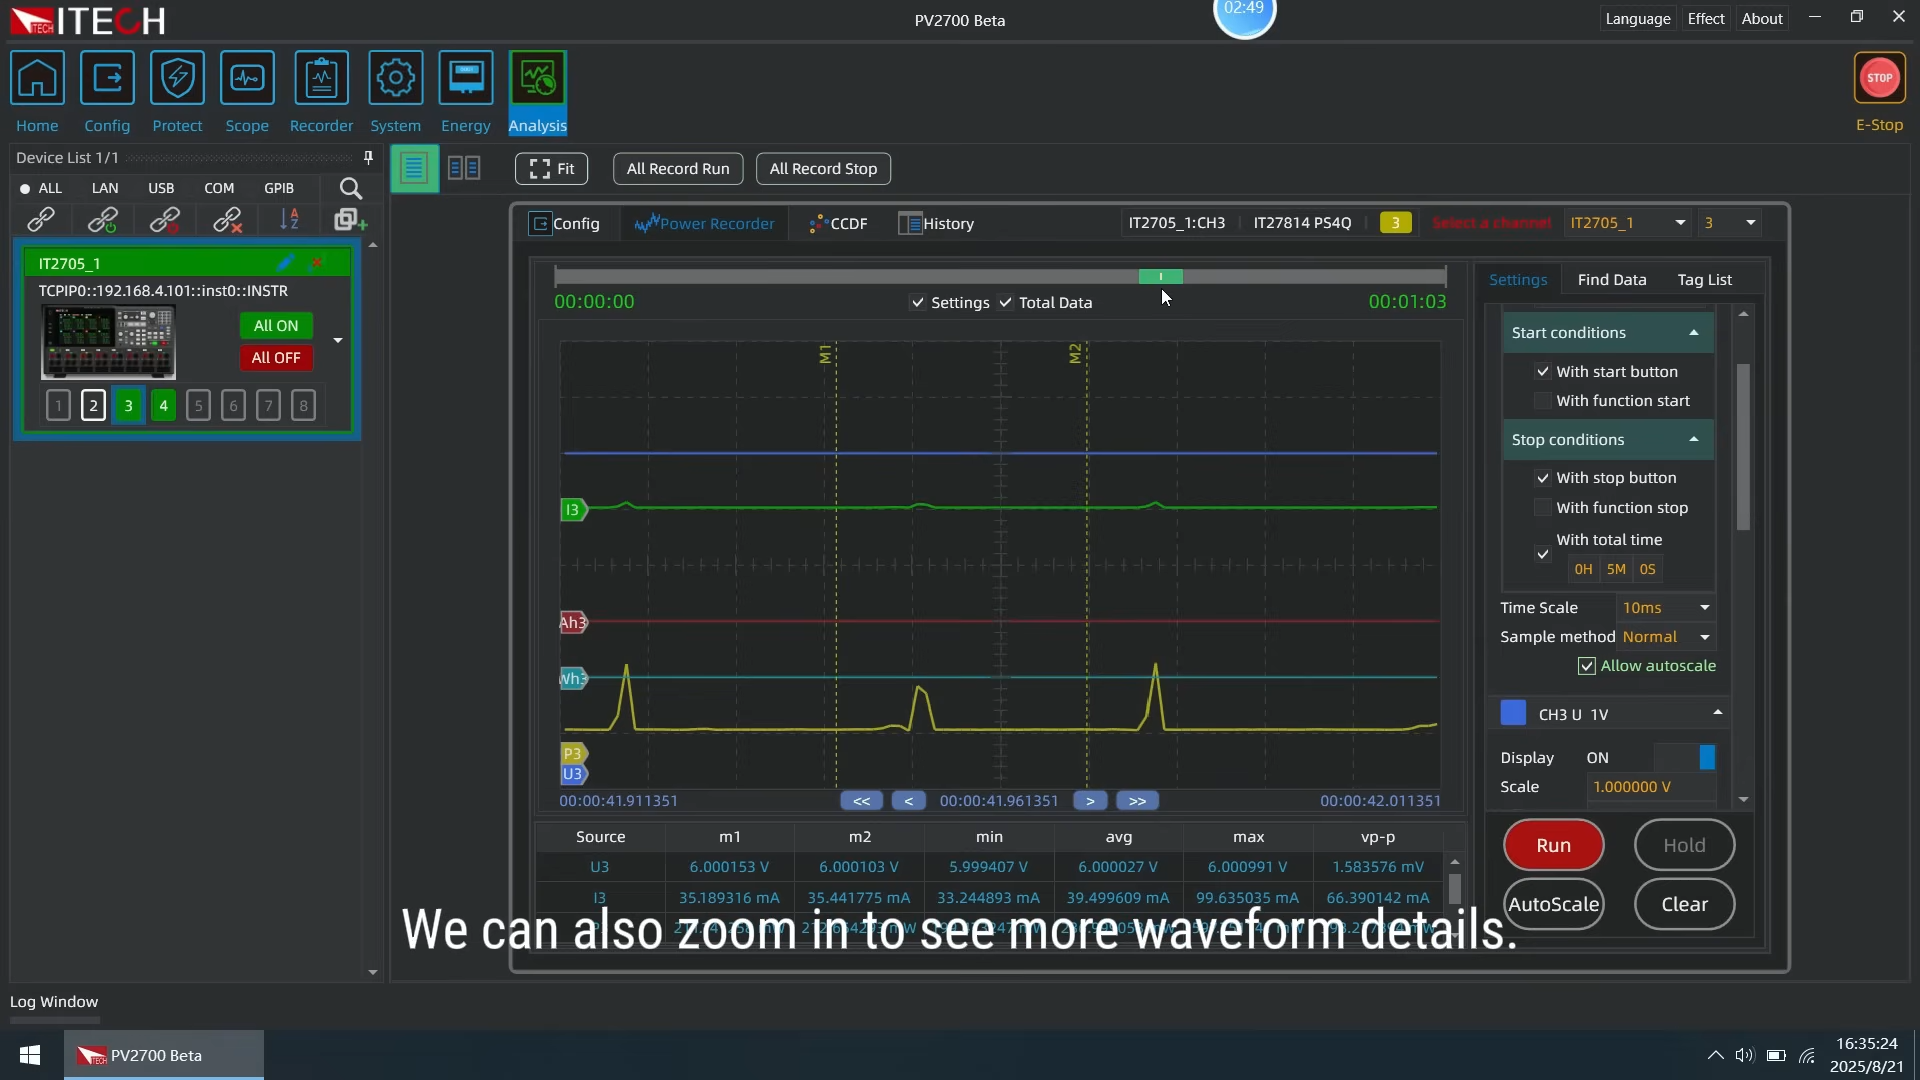 ITECH
PV2700 Beta
02:49
Language
Effect
About
Home
Config
Protect
Scope
Recorder
System
Energy
Analysis
STOP
E-Stop
Device List 1/1
ALL
LAN
USB
COM
GPIB
Fit
All Record Run
All Record Stop
IT2705_1
TCPIP0::192.168.4.101::inst0::INSTR
All ON
All OFF
1 2 3 4 5 6 7 8
Config
Power Recorder
CCDF
History
IT2705_1:CH3
IT27814 PS4Q
3
Select a channel
IT2705_1
3
00:00:00
Settings
Total Data
00:01:03
M1
M2
I3
Ah3
Wh3
P3
U3
00:00:41.911351
<<
<
00:00:41.961351
>
>>
00:00:42.011351
Source m1 m2 min avg max vp-p
U3 6.000153 V 6.000103 V 5.999407 V 6.000027 V 6.000991 V 1.583576 mV
I3 35.189316 mA 35.441775 mA 33.244893 mA 39.499609 mA 99.635035 mA 66.390142 mA
We can also zoom in to see more waveform details.
Settings
Find Data
Tag List
Start conditions
With start button
With function start
Stop conditions
With stop button
With function stop
With total time
0H 5M 0S
Time Scale 10ms
Sample method Normal
Allow autoscale
CH3 U 1V
Display ON
Scale 1.000000 V
Run
Hold
AutoScale
Clear
Log Window
PV2700 Beta
16:35:24
2025/8/21